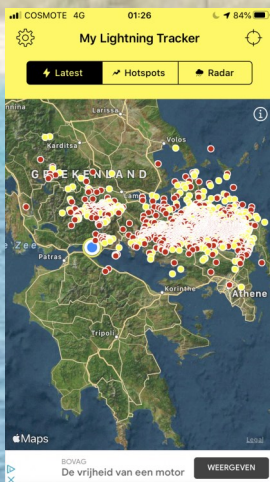 COSMOTE 4G 01:26 84%
My Lightning Tracker
Latest Hotspots Radar
Larissa
Karditsa
Volos
GRIEKENLAND
Patras
Korinthe
Athene
Tripoli
Maps
Legal
BOVAG
De vrijheid van een motor
WEERGEVEN